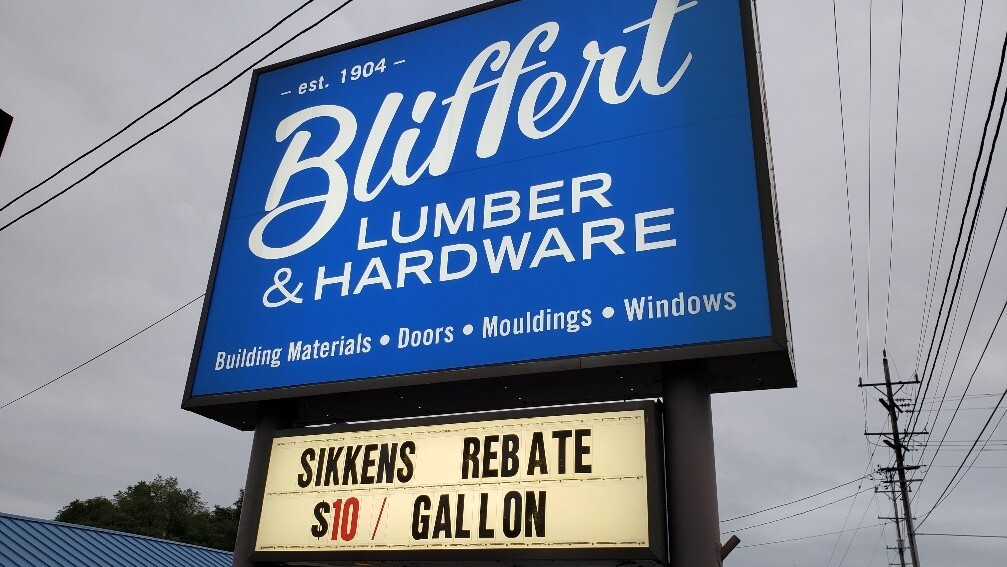 - est. 1904 -
Bliffert
LUMBER
& HARDWARE
Building Materials • Doors • Mouldings • Windows
SIKKENS REBATE
$10 / GALLON